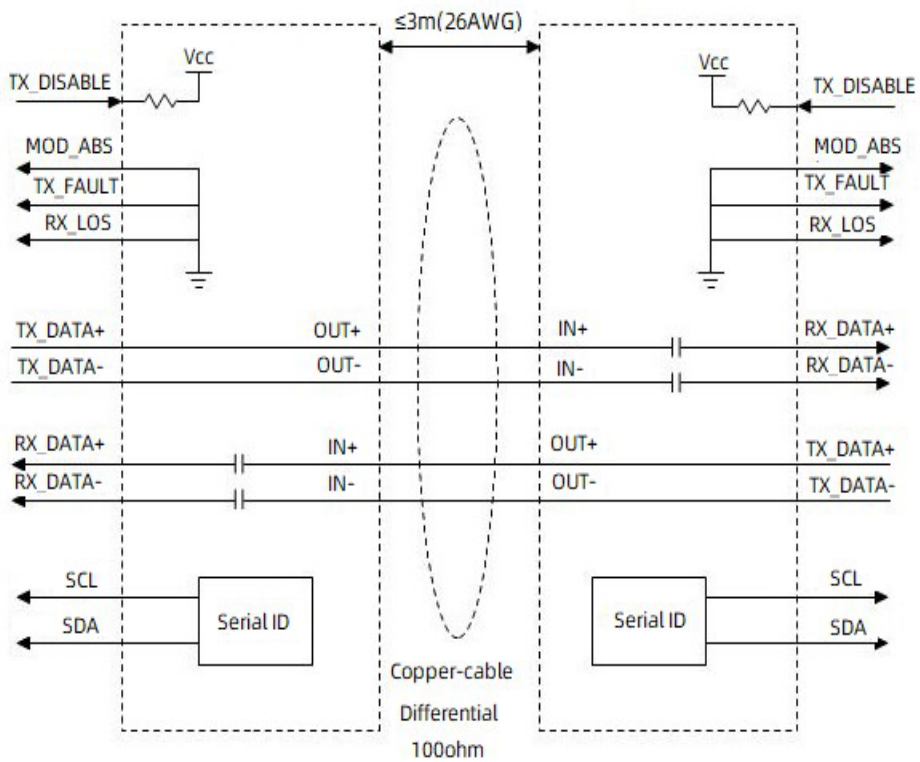 ≤3m(26AWG)
Vcc
Vcc
TX_DISABLE
TX_DISABLE
MOD_ABS
MOD_ABS
TX_FAULT
TX_FAULT
RX_LOS
RX_LOS
TX_DATA+ OUT+ IN+ RX_DATA+
TX_DATA- OUT- IN- RX_DATA-
RX_DATA+ IN+ OUT+ TX_DATA+
RX_DATA- IN- OUT- TX_DATA-
SCL
SCL
Serial ID
Serial ID
SDA
SDA
Copper-cable
Differential
100ohm